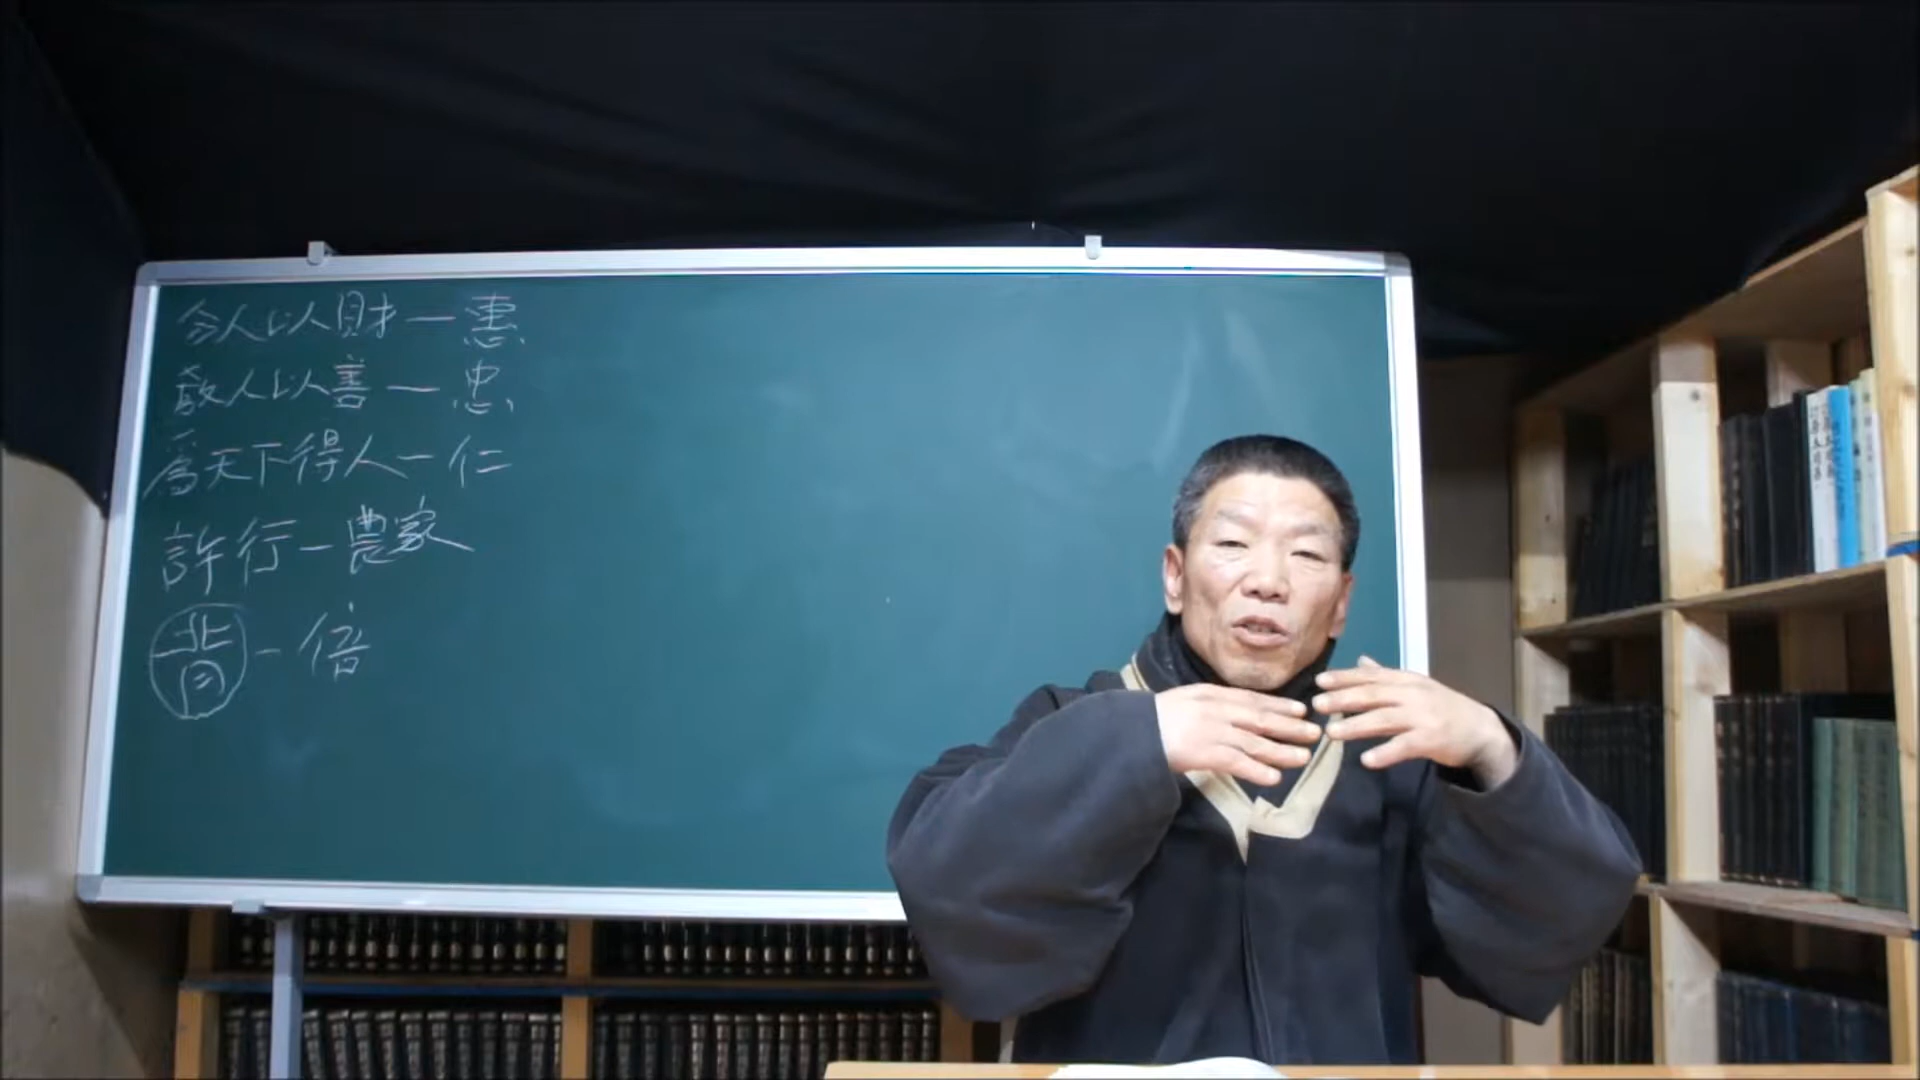 分人以財 — 惠
敎人以善 — 忠
爲天下得人 — 仁
許行 — 農家
背 — 倍